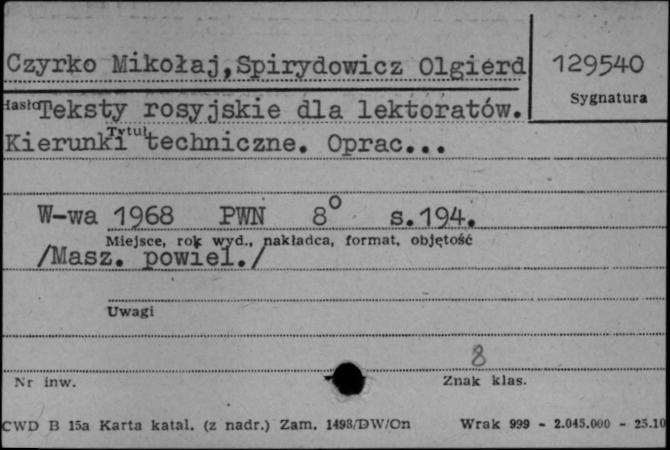 Czyrko Mikołaj, Spirydowicz Olgierd
129540
Sygnatura
Hasło
Teksty rosyjskie dla lektoratów.
Tytuł
Kierunki techniczne. Oprac...
W-wa 1968 PWN 8° s.194.
Miejsce, rok wyd., nakładca, format, objętość
/Masz. powiel./
Uwagi
8
Nr inw.
Znak klas.
CWD B 15a Karta katal. (z nadr.) Zam. 1498/DW/On
Wrak 999 - 2.045.000 - 25.10